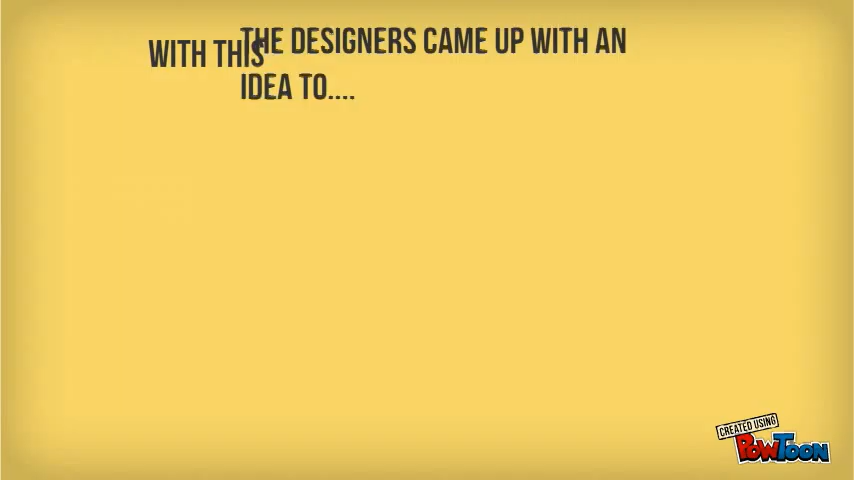 WITH THIS
THE DESIGNERS CAME UP WITH AN
IDEA TO....
CREATED USING
POWTOON